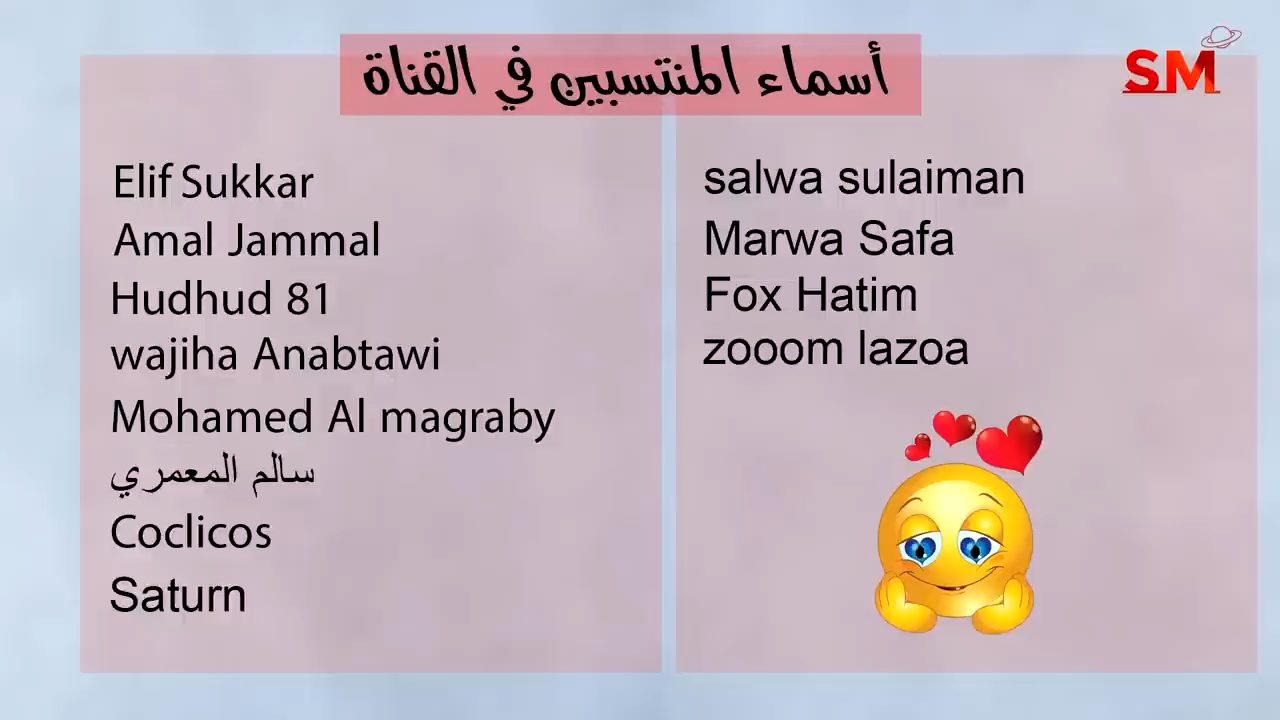 أسماء المنتسبين في القناة
SM
Elif Sukkar
Amal Jammal
Hudhud 81
wajiha Anabtawi
Mohamed Al magraby
سالم المعمري
Coclicos
Saturn
salwa sulaiman
Marwa Safa
Fox Hatim
zooom lazoa